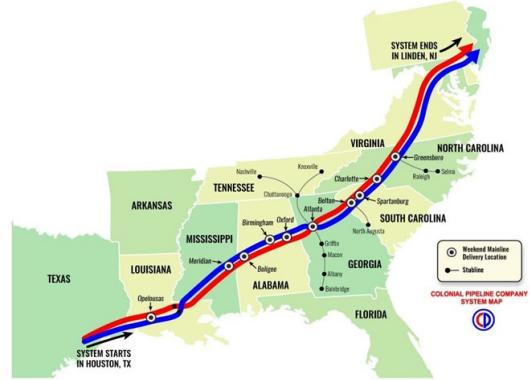 SYSTEM ENDS
IN LINDEN, NJ
VIRGINIA
NORTH CAROLINA
Greensboro
Nashville
Knoxville
Charlotte
Raleigh
Selma
TENNESSEE
Chattanooga
Belton
Spartanburg
ARKANSAS
Atlanta
SOUTH CAROLINA
Birmingham
Oxford
North Augusta
MISSISSIPPI
Griffin
Macon
Meridian
Boligee
GEORGIA
Albany
TEXAS
LOUISIANA
ALABAMA
Bainbridge
Opelousas
FLORIDA
SYSTEM STARTS
IN HOUSTON, TX
Weekend Mainline
Delivery Location
Stubline
COLONIAL PIPELINE COMPANY
SYSTEM MAP